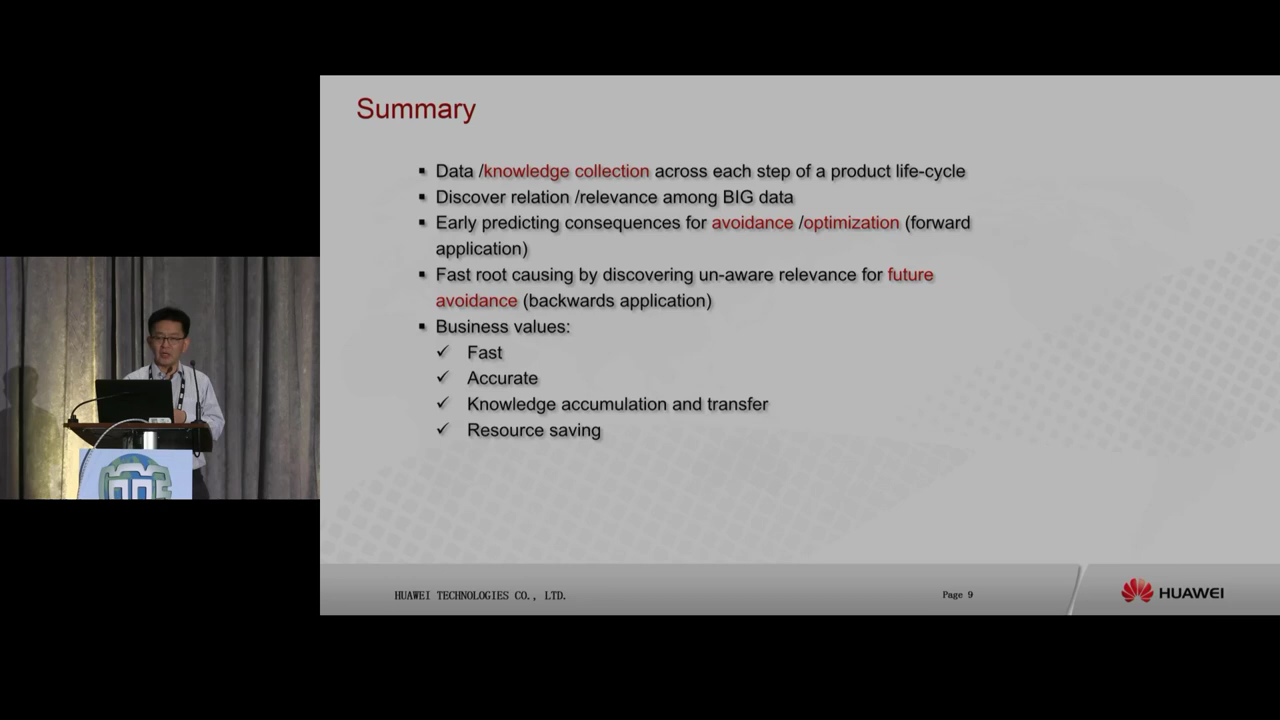 Summary
▪ Data /knowledge collection across each step of a product life-cycle
▪ Discover relation /relevance among BIG data
▪ Early predicting consequences for avoidance /optimization (forward
application)
▪ Fast root causing by discovering un-aware relevance for future
avoidance (backwards application)
▪ Business values:
✓ Fast
✓ Accurate
✓ Knowledge accumulation and transfer
✓ Resource saving
HUAWEI TECHNOLOGIES CO., LTD.
Page 9
HUAWEI